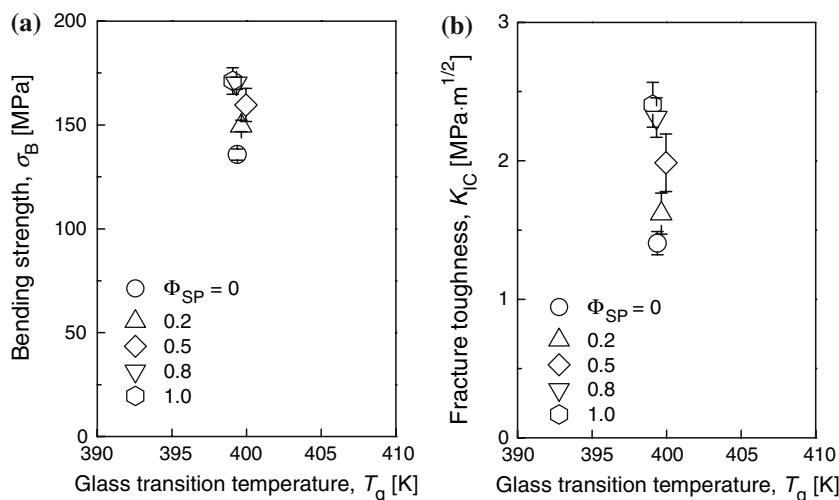 (a)
Bending strength, σB [MPa]
200
150
100
50
0
ΦSP = 0
0.2
0.5
0.8
1.0
390 395 400 405 410
Glass transition temperature, Tg [K]
(b)
Fracture toughness, KIC [MPa·m1/2]
3
2
1
0
ΦSP = 0
0.2
0.5
0.8
1.0
390 395 400 405 410
Glass transition temperature, Tg [K]